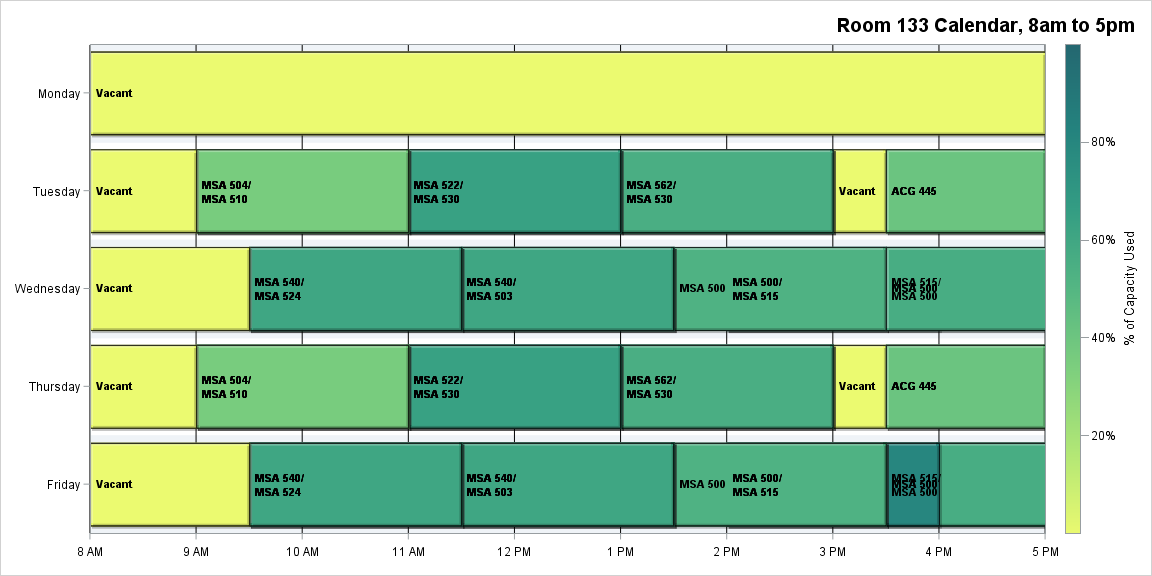 Room 133 Calendar, 8am to 5pm
Monday
Vacant
Tuesday
Vacant
MSA 504/
MSA 510
MSA 522/
MSA 530
MSA 562/
MSA 530
Vacant
ACG 445
Wednesday
Vacant
MSA 540/
MSA 524
MSA 540/
MSA 503
MSA 500
MSA 500/
MSA 515
MSA 515/
MSA 500
MSA 500
Thursday
Vacant
MSA 504/
MSA 510
MSA 522/
MSA 530
MSA 562/
MSA 530
Vacant
ACG 445
Friday
Vacant
MSA 540/
MSA 524
MSA 540/
MSA 503
MSA 500
MSA 500/
MSA 515
MSA 515/
MSA 500
MSA 500
8 AM
9 AM
10 AM
11 AM
12 PM
1 PM
2 PM
3 PM
4 PM
5 PM
80%
60%
40%
20%
% of Capacity Used